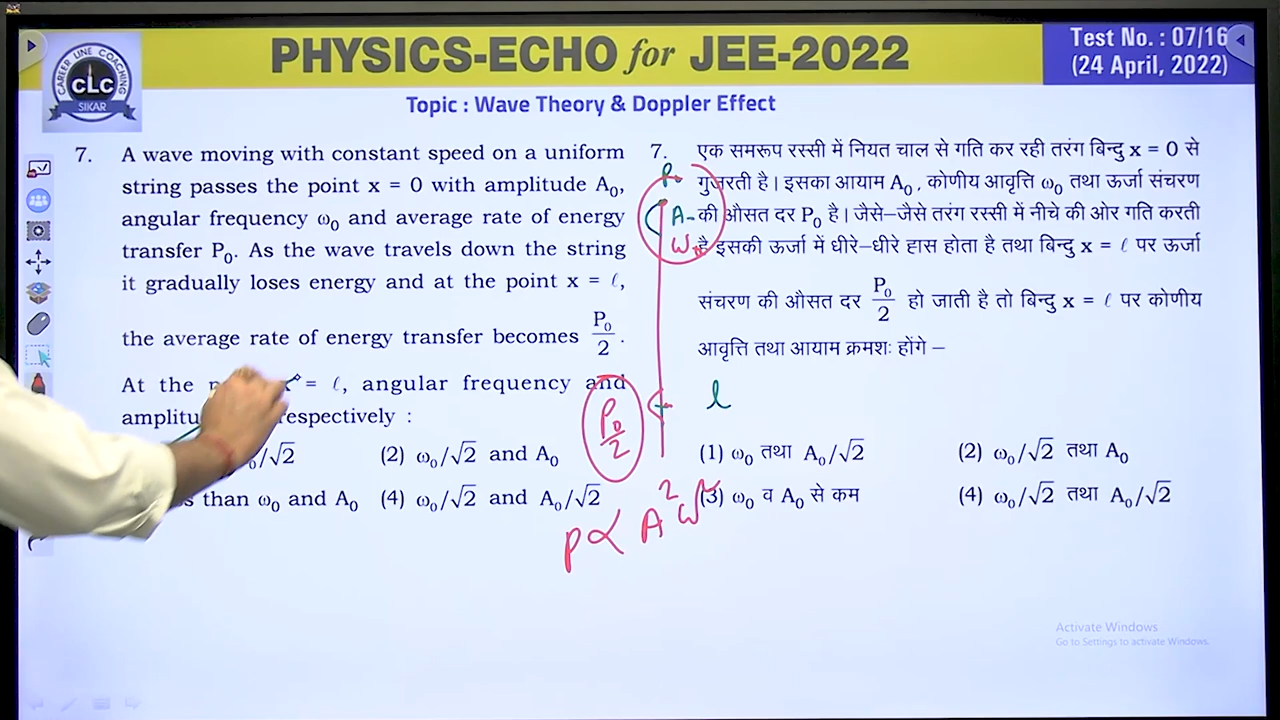 PHYSICS-ECHO for JEE-2022
Test No. : 07/16
(24 April, 2022)
CAREER LINE COACHING
CLC
SIKAR
Topic : Wave Theory & Doppler Effect
7. A wave moving with constant speed on a uniform
string passes the point x = 0 with amplitude A₀,
angular frequency ω₀ and average rate of energy
transfer P₀. As the wave travels down the string
it gradually loses energy and at the point x = ℓ,
the average rate of energy transfer becomes P₀/2.
At the = ℓ, angular frequency and
respectively :
/√2 (2) ω₀/√2 and A₀
than ω₀ and A₀ (4) ω₀/√2 and A₀/√2
7. एक समरूप रस्सी में नियत चाल से गति कर रही तरंग बिन्दु x = 0 से
गुजरती है। इसका आयाम A₀, कोणीय आवृत्ति ω₀ तथा ऊर्जा संचरण
की औसत दर P₀ है। जैसे–जैसे तरंग रस्सी में नीचे की ओर गति करती
है इसकी ऊर्जा में धीरे–धीरे ह्रास होता है तथा बिन्दु x = ℓ पर ऊर्जा
संचरण की औसत दर P₀/2 हो जाती है तो बिन्दु x = ℓ पर कोणीय
आवृत्ति तथा आयाम क्रमशः होंगे –
(1) ω₀ तथा A₀/√2 (2) ω₀/√2 तथा A₀
(3) ω₀ व A₀ से कम (4) ω₀/√2 तथा A₀/√2
P₀/2
l
P ∝ A² ω²
Activate Windows
Go to Settings to activate Windows.